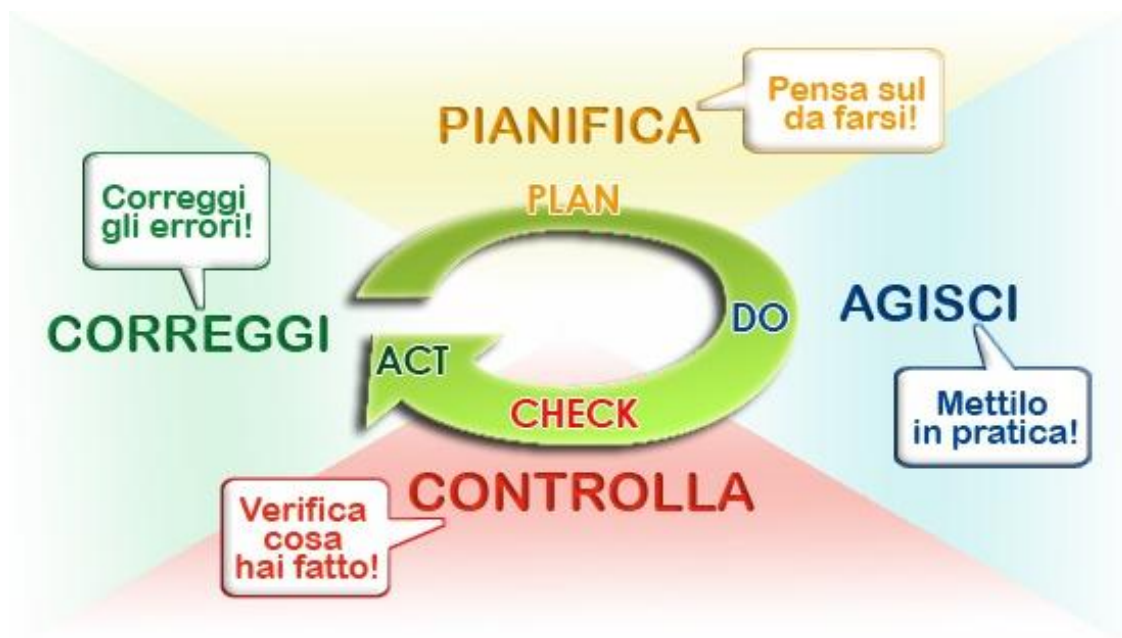 PIANIFICA
Pensa sul
da farsi!
PLAN
Correggi
gli errori!
CORREGGI
DO
AGISCI
ACT
Mettilo
in pratica!
CHECK
CONTROLLA
Verifica
cosa
hai fatto!